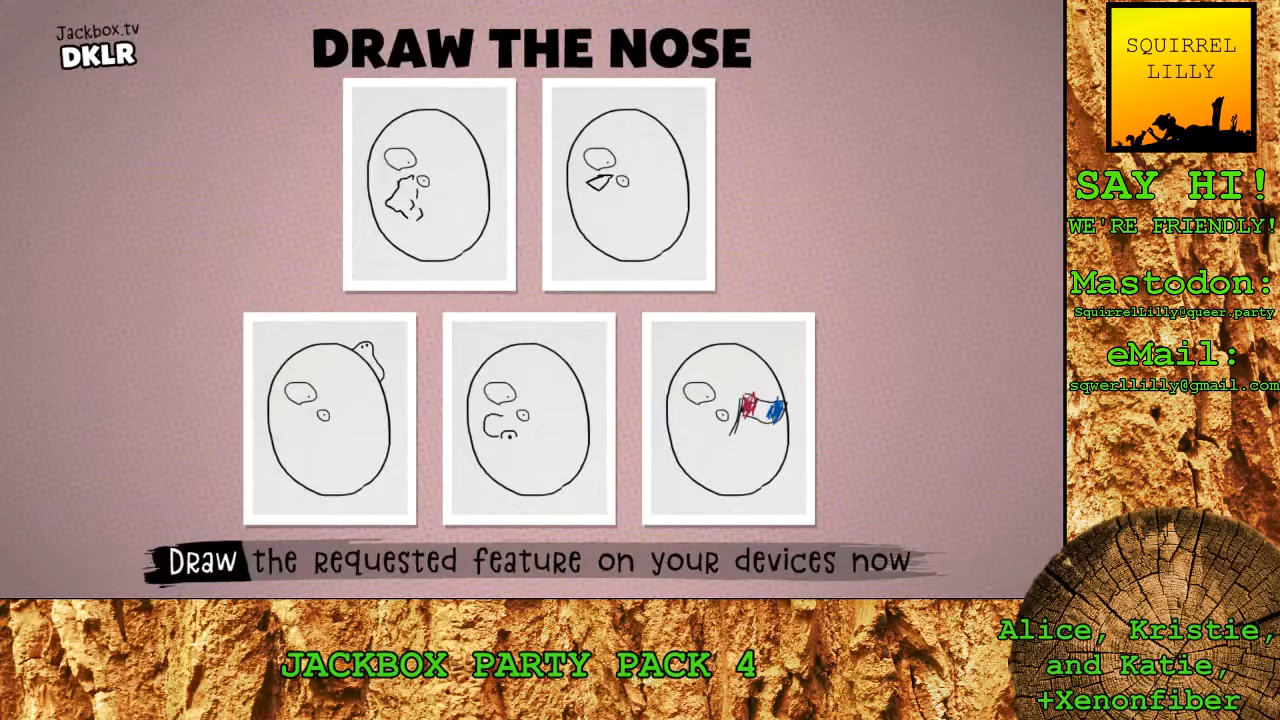 Jackbox.tv
DKLR
DRAW THE NOSE
Draw the requested feature on your devices now
SQUIRREL
LILLY
SAY HI!
WE'RE FRIENDLY!
Mastodon:
SquirrelLilly@queer.party
eMail:
sqwerllilly@gmail.com
JACKBOX PARTY PACK 4
Alice, Kristie,
and Katie,
+Xenonfiber